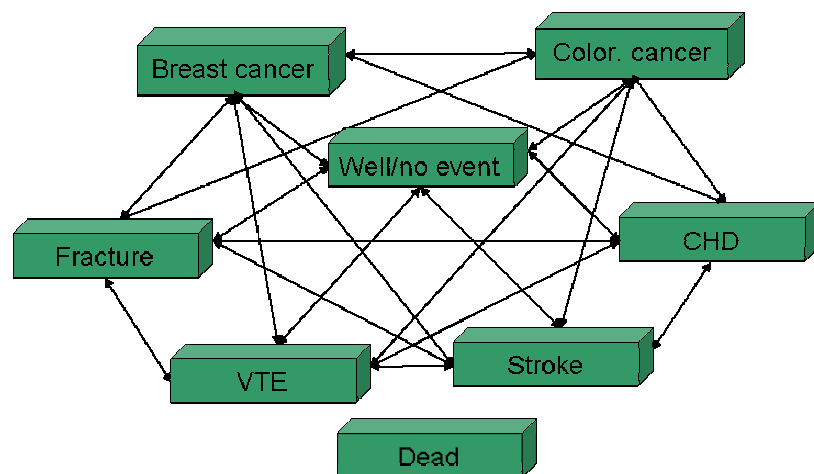 Breast cancer
Color. cancer
Well/no event
Fracture
CHD
VTE
Stroke
Dead